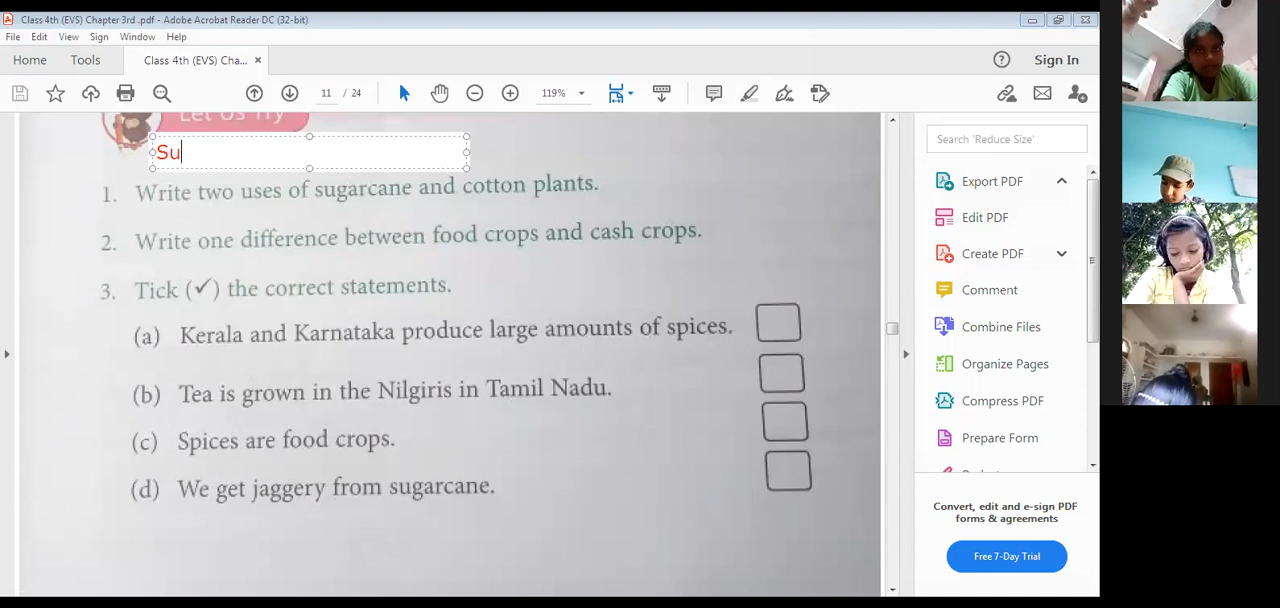 Class 4th (EVS) Chapter 3rd .pdf - Adobe Acrobat Reader DC (32-bit)
File Edit View Sign Window Help
Home Tools Class 4th (EVS) Cha... × Sign In
11 / 24 119%
Let Us Try
Su
1. Write two uses of sugarcane and cotton plants.
2. Write one difference between food crops and cash crops.
3. Tick (✓) the correct statements.
(a) Kerala and Karnataka produce large amounts of spices.
(b) Tea is grown in the Nilgiris in Tamil Nadu.
(c) Spices are food crops.
(d) We get jaggery from sugarcane.
Search 'Reduce Size'
Export PDF
Edit PDF
Create PDF
Comment
Combine Files
Organize Pages
Compress PDF
Prepare Form
Convert, edit and e-sign PDF
forms & agreements
Free 7-Day Trial